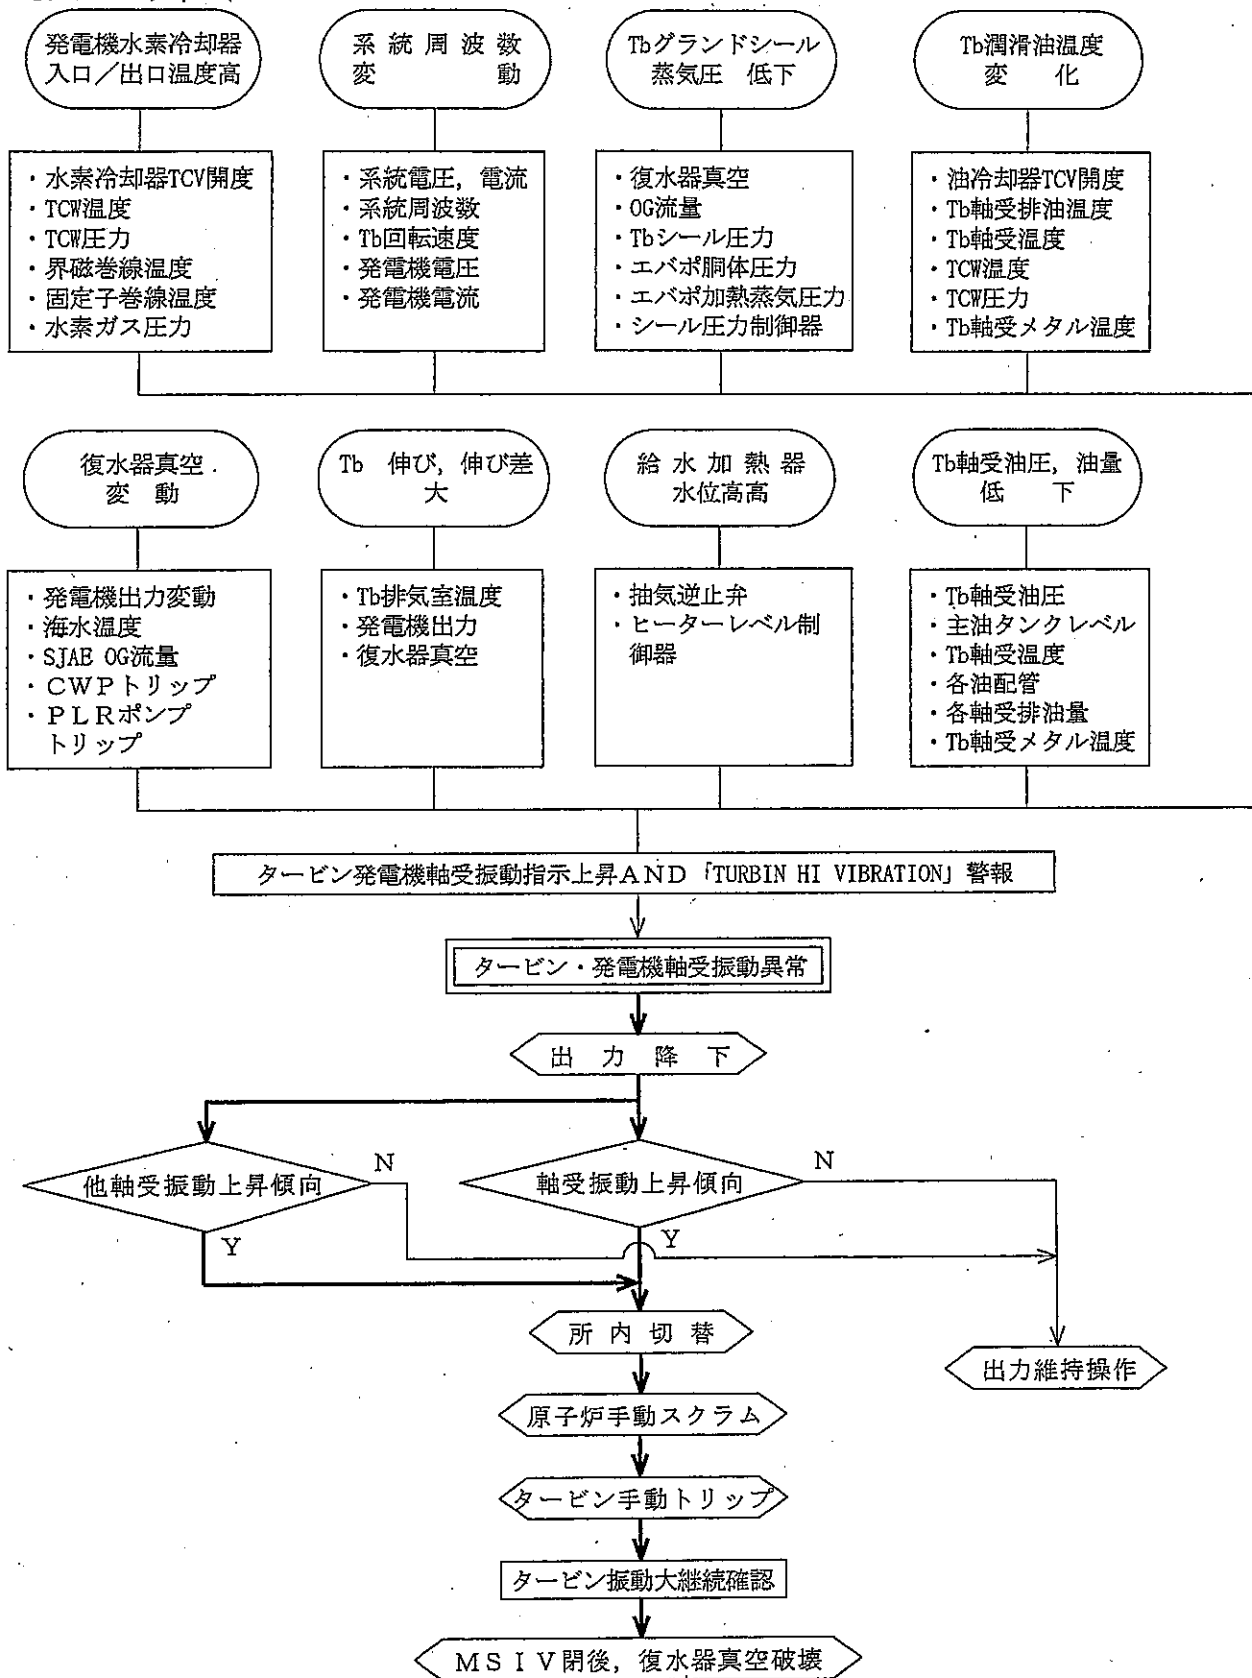 発電機水素冷却器
入口／出口温度高
系統周波数
変動
Tbグランドシール
蒸気圧 低下
Tb潤滑油温度
変化
・水素冷却器TCV開度
・TCW温度
・TCW圧力
・界磁巻線温度
・固定子巻線温度
・水素ガス圧力
・系統電圧，電流
・系統周波数
・Tb回転速度
・発電機電圧
・発電機電流
・復水器真空
・OG流量
・Tbシール圧力
・エバポ胴体圧力
・エバポ加熱蒸気圧力
・シール圧力制御器
・油冷却器TCV開度
・Tb軸受排油温度
・Tb軸受温度
・TCW温度
・TCW圧力
・Tb軸受メタル温度
復水器真空
変動
Tb 伸び，伸び差
大
給水加熱器
水位高高
Tb軸受油圧，油量
低下
・発電機出力変動
・海水温度
・SJAE OG流量
・ＣＷＰトリップ
・ＰＬＲポンプ
トリップ
・Tb排気室温度
・発電機出力
・復水器真空
・抽気逆止弁
・ヒーターレベル制
御器
・Tb軸受油圧
・主油タンクレベル
・Tb軸受温度
・各油配管
・各軸受排油量
・Tb軸受メタル温度
タービン発電機軸受振動指示上昇ＡＮＤ「TURBIN HI VIBRATION」警報
タービン・発電機軸受振動異常
出力降下
他軸受振動上昇傾向
N
軸受振動上昇傾向
N
Y
Y
所内切替
出力維持操作
原子炉手動スクラム
タービン手動トリップ
タービン振動大継続確認
ＭＳＩＶ閉後，復水器真空破壊